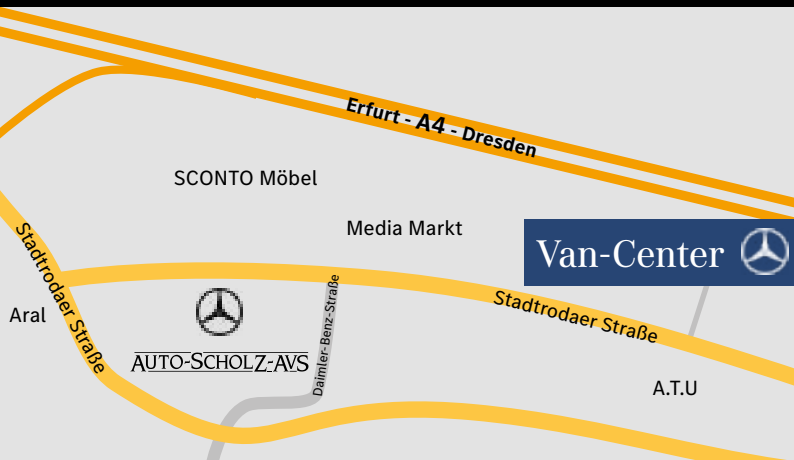 Erfurt - A4 - Dresden
SCONTO Möbel
Media Markt
Van-Center
Stadtrodaer Straße
Daimler-Benz-Straße
Stadtrodaer Straße
Aral
AUTO-SCHOLZ-AVS
A.T.U